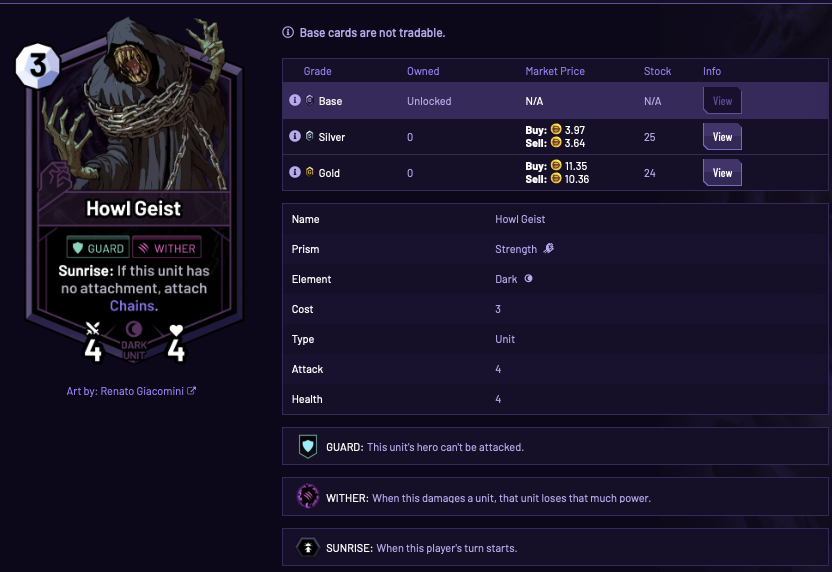 3
Howl Geist
GUARD WITHER
Sunrise: If this unit has
no attachment, attach
Chains.
4 DARK UNIT 4
Art by: Renato Giacomini
Base cards are not tradable.
Grade Owned Market Price Stock Info
Base Unlocked N/A N/A View
Silver 0 Buy: 3.97 25 View
Sell: 3.64
Gold 0 Buy: 11.35 24 View
Sell: 10.36
Name Howl Geist
Prism Strength
Element Dark
Cost 3
Type Unit
Attack 4
Health 4
GUARD: This unit's hero can't be attacked.
WITHER: When this damages a unit, that unit loses that much power.
SUNRISE: When this player's turn starts.